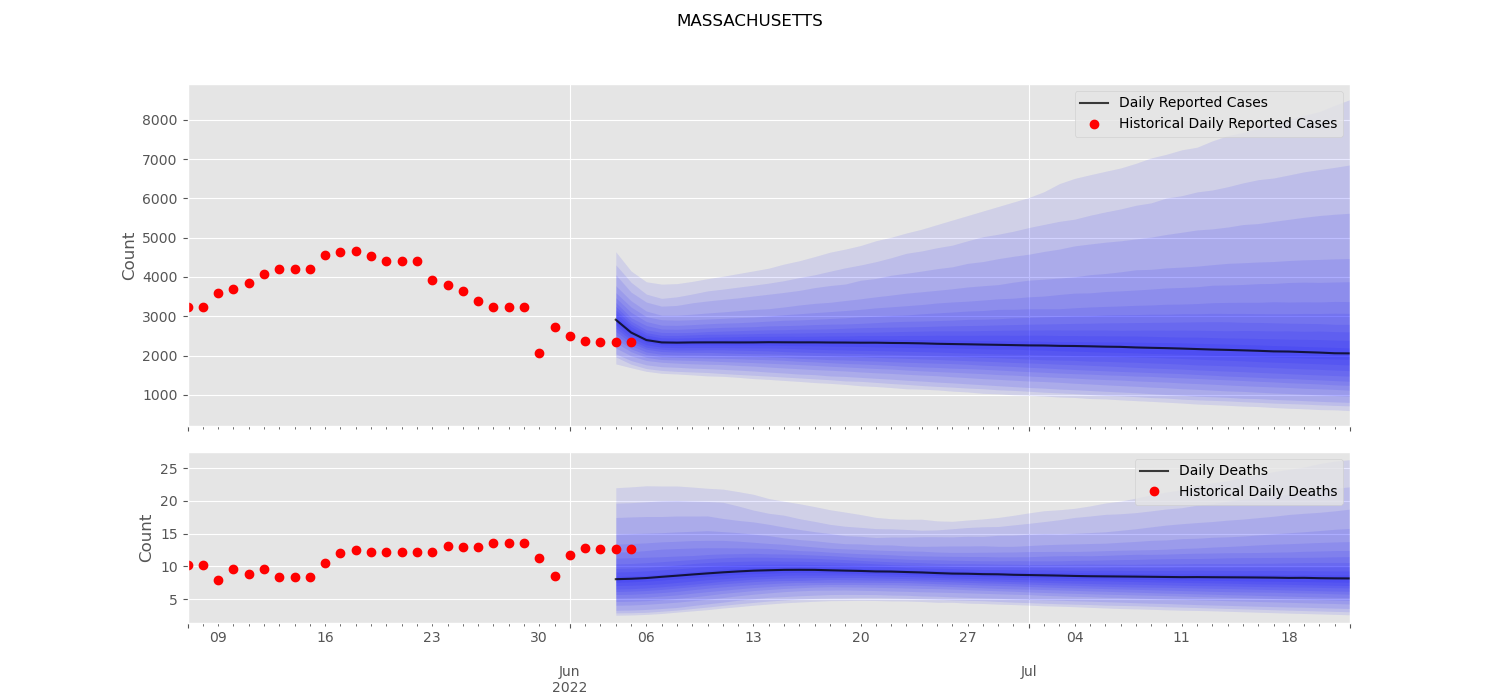 MASSACHUSETTS
Daily Reported Cases
Historical Daily Reported Cases
Count
8000
7000
6000
5000
4000
3000
2000
1000
Daily Deaths
Historical Daily Deaths
Count
25
20
15
10
5
09 16 23 30 06 13 20 27 04 11 18
Jun Jul
2022